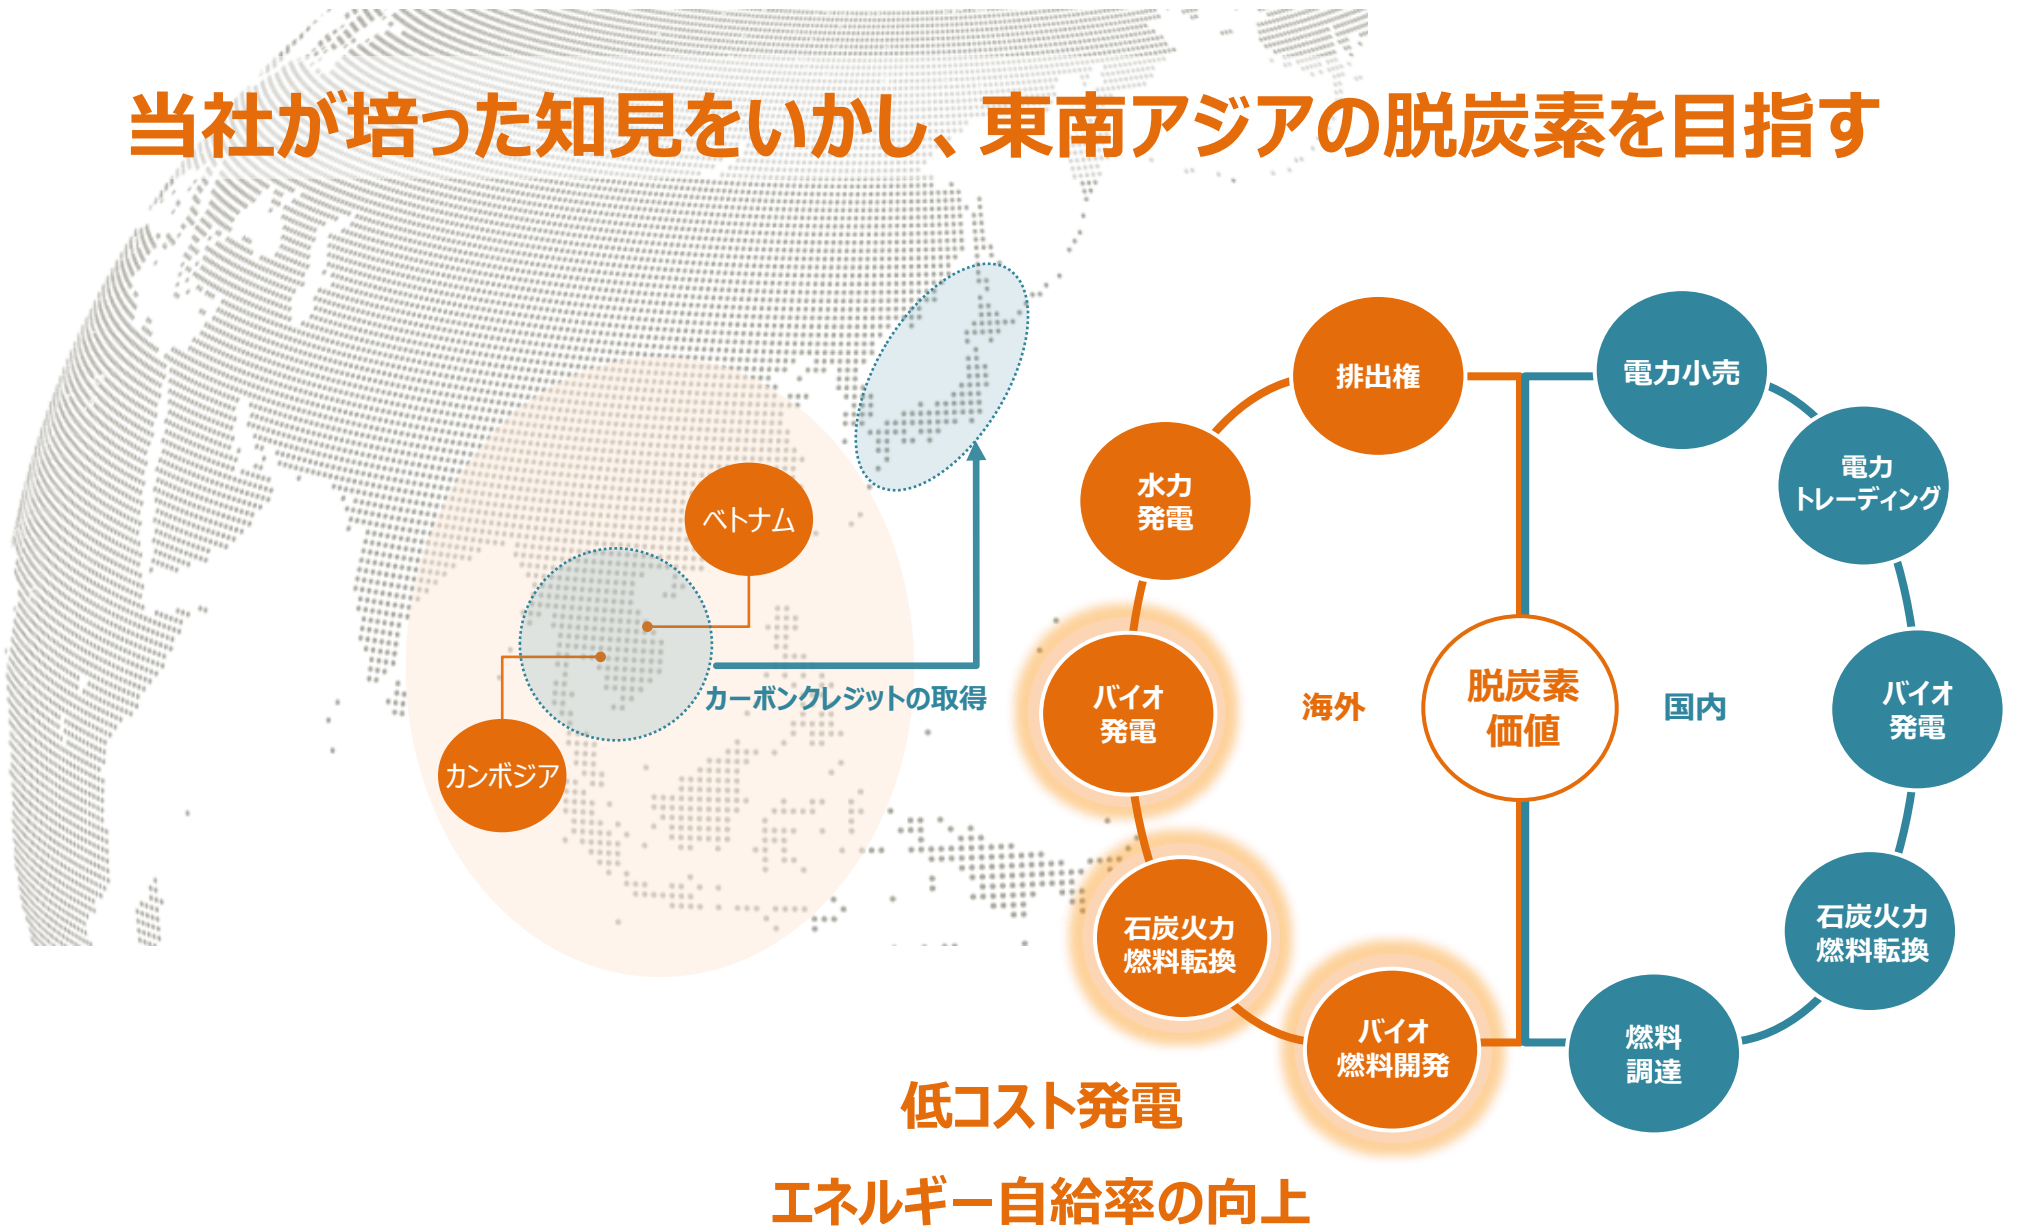 当社が培った知見をいかし、東南アジアの脱炭素を目指す
ベトナム
カンボジア
カーボンクレジットの取得
排出権
水力
発電
バイオ
発電
石炭火力
燃料転換
バイオ
燃料開発
海外
脱炭素
価値
国内
電力小売
電力
トレーディング
バイオ
発電
石炭火力
燃料転換
燃料
調達
低コスト発電
エネルギー自給率の向上